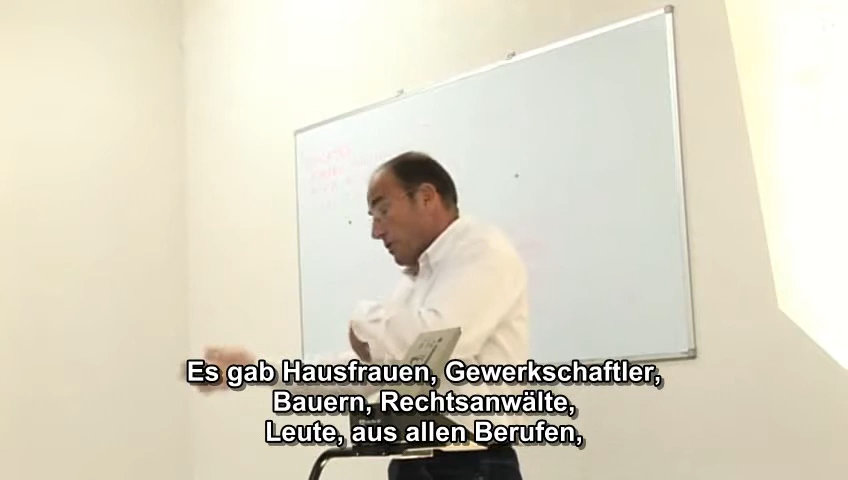 Es gab Hausfrauen, Gewerkschaftler,
Bauern, Rechtsanwälte,
Leute, aus allen Berufen,